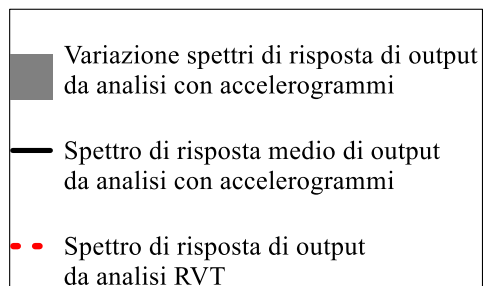 Variazione spettri di risposta di output
da analisi con accelerogrammi
Spettro di risposta medio di output
da analisi con accelerogrammi
Spettro di risposta di output
da analisi RVT